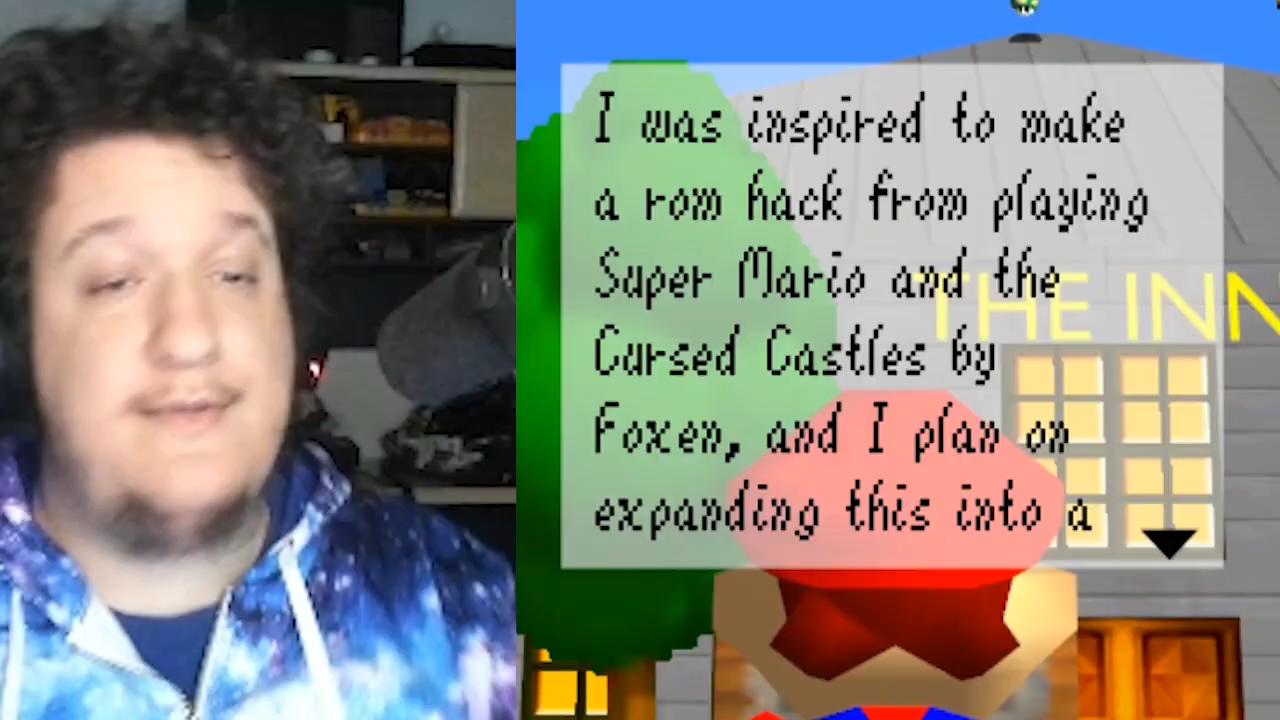 I was inspired to make
a rom hack from playing
Super Mario and the
Cursed Castles by
Foxen, and I plan on
expanding this into a
THE INN